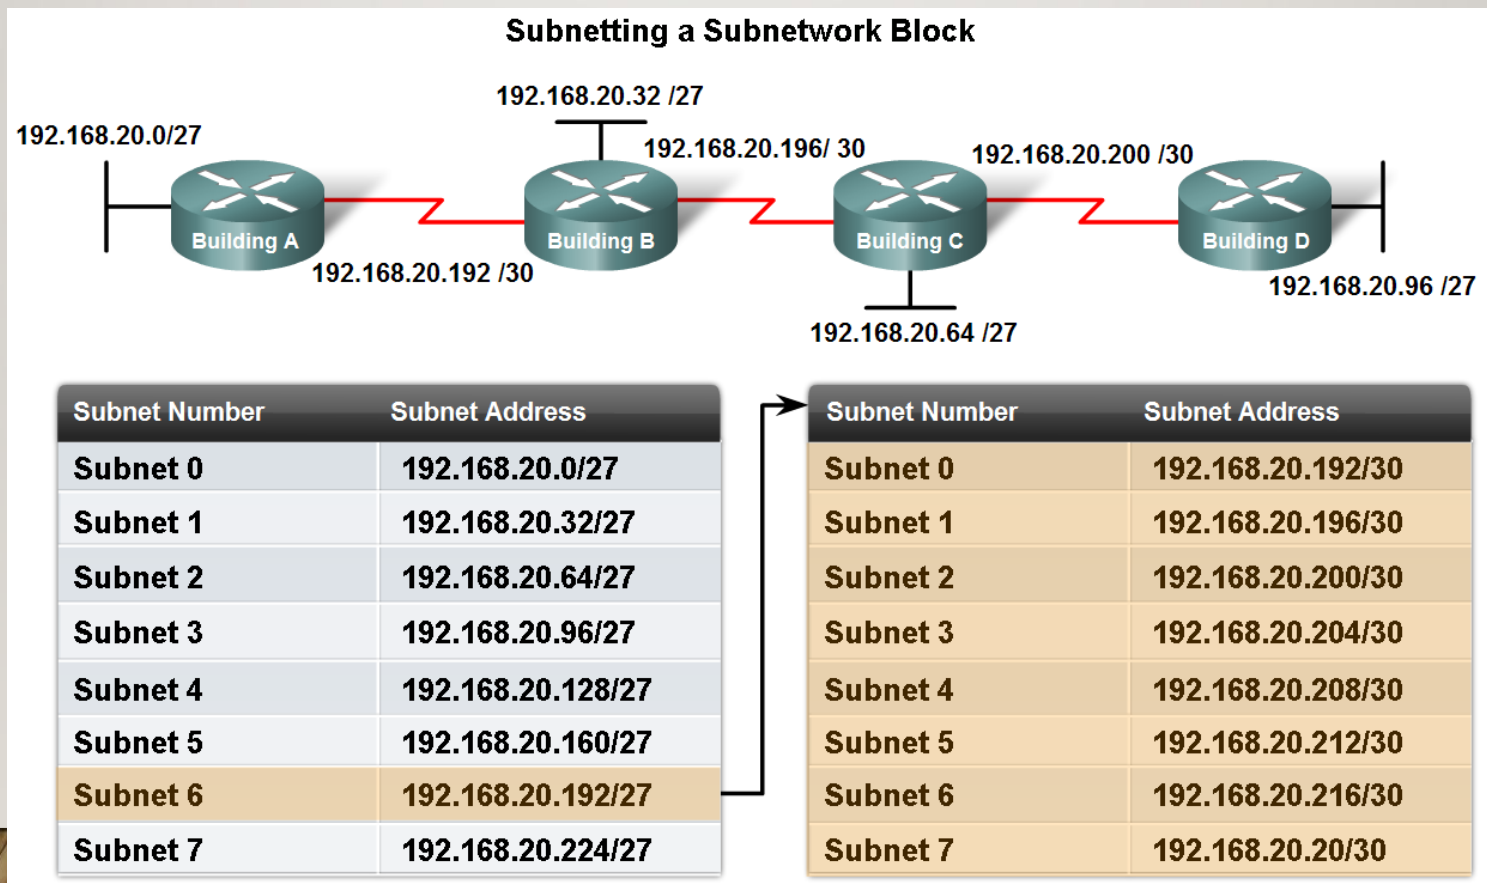 Subnetting a Subnetwork Block
192.168.20.32 /27
192.168.20.0/27
192.168.20.196/ 30
192.168.20.200 /30
Building A
Building B
Building C
Building D
192.168.20.192 /30
192.168.20.96 /27
192.168.20.64 /27
Subnet Number Subnet Address
Subnet 0 192.168.20.0/27
Subnet 1 192.168.20.32/27
Subnet 2 192.168.20.64/27
Subnet 3 192.168.20.96/27
Subnet 4 192.168.20.128/27
Subnet 5 192.168.20.160/27
Subnet 6 192.168.20.192/27
Subnet 7 192.168.20.224/27
Subnet Number Subnet Address
Subnet 0 192.168.20.192/30
Subnet 1 192.168.20.196/30
Subnet 2 192.168.20.200/30
Subnet 3 192.168.20.204/30
Subnet 4 192.168.20.208/30
Subnet 5 192.168.20.212/30
Subnet 6 192.168.20.216/30
Subnet 7 192.168.20.20/30